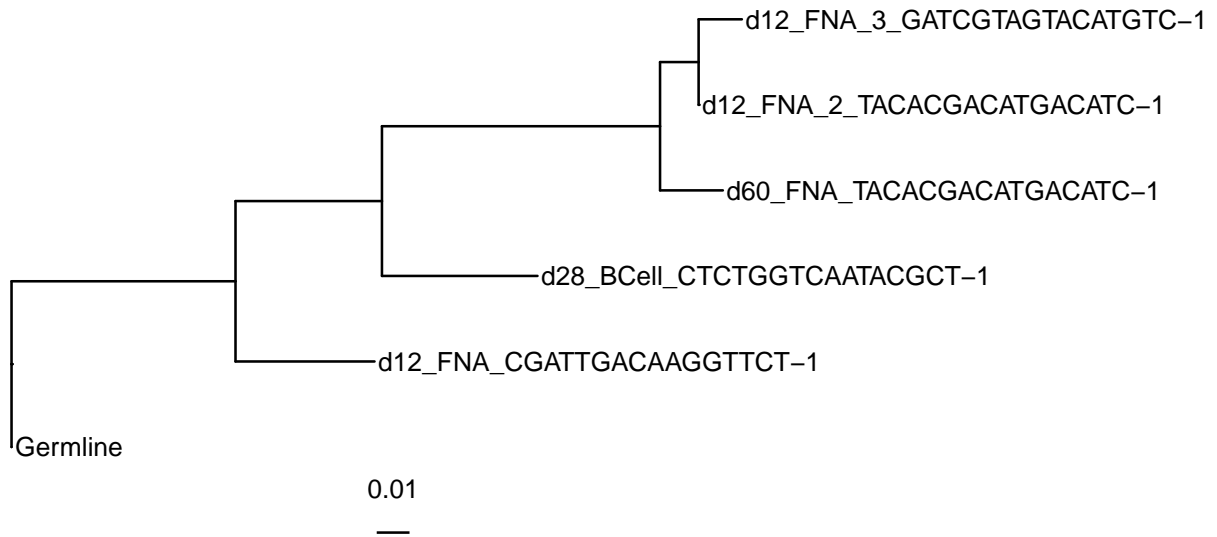 d12_FNA_3_GATCGTAGTACATGTC−1
d12_FNA_2_TACACGACATGACATC−1
d60_FNA_TACACGACATGACATC−1
d28_BCell_CTCTGGTCAATACGCT−1
d12_FNA_CGATTGACAAGGTTCT−1
Germline
0.01